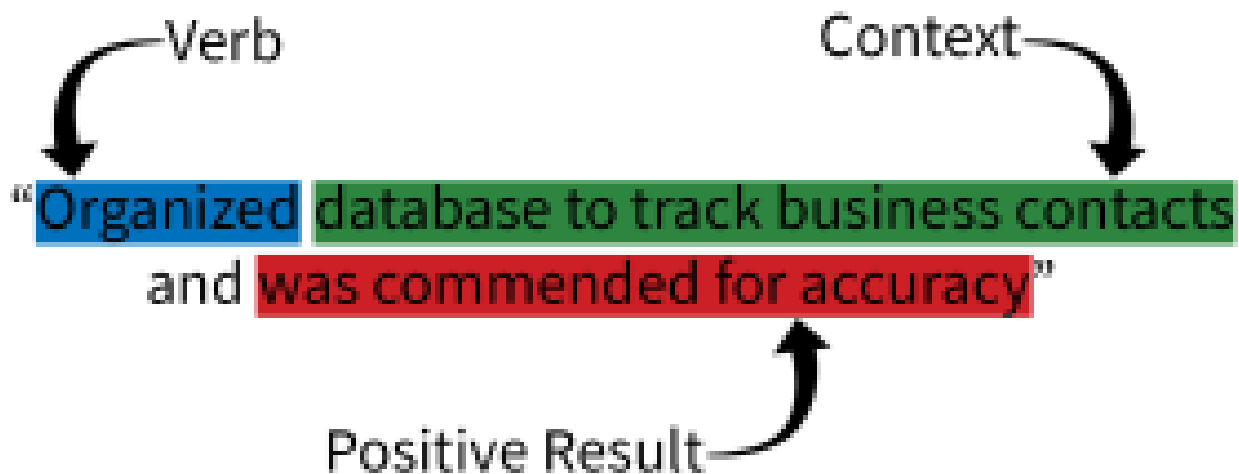 Verb
Context
“Organized database to track business contacts
and was commended for accuracy”
Positive Result